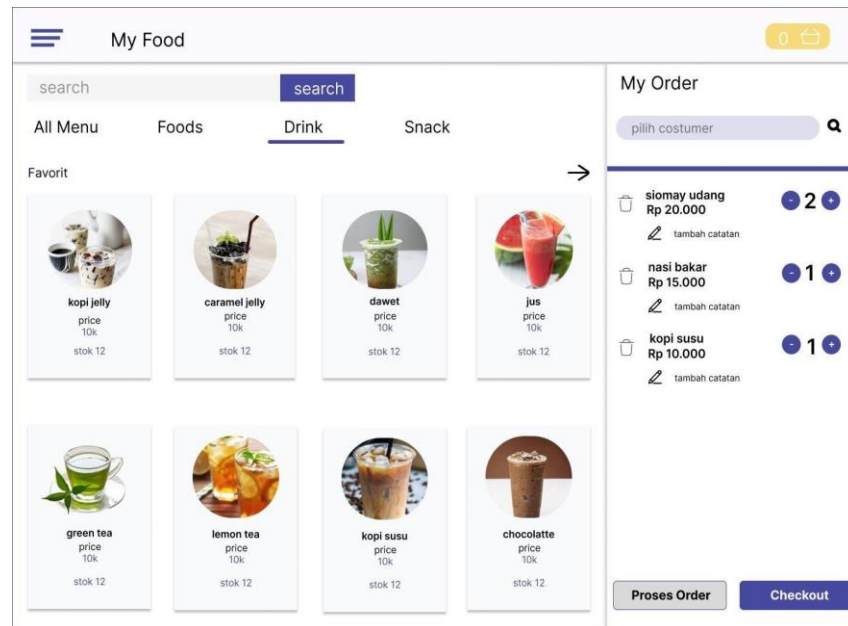 My Food
0
search
search
All Menu
Foods
Drink
Snack
Favorit
kopi jelly
price
10k
stok 12
caramel jelly
price
10k
stok 12
dawet
price
10k
stok 12
jus
price
10k
stok 12
green tea
price
10k
stok 12
lemon tea
price
10k
stok 12
kopi susu
price
10k
stok 12
chocolatte
price
10k
stok 12
My Order
pilih costumer
siomay udang
Rp 20.000
- 2 +
tambah catatan
nasi bakar
Rp 15.000
- 1 +
tambah catatan
kopi susu
Rp 10.000
- 1 +
tambah catatan
Proses Order
Checkout